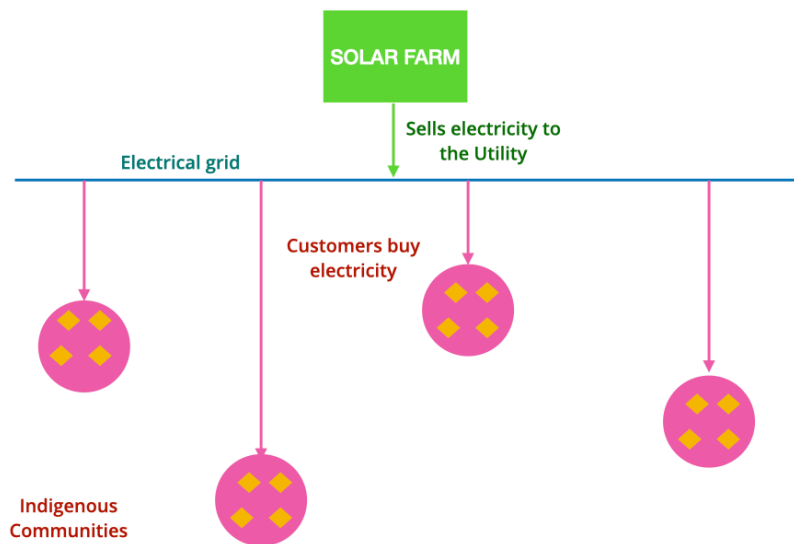 SOLAR FARM
Sells electricity to
the Utility
Electrical grid
Customers buy
electricity
Indigenous
Communities